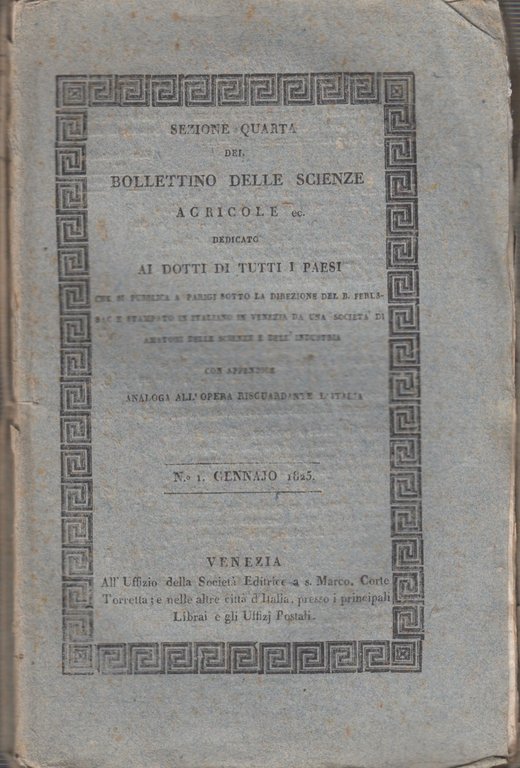 SEZIONE QUARTA
DEL
BOLLETTINO DELLE SCIENZE
AGRICOLE ec.
DEDICATO
AI DOTTI DI TUTTI I PAESI
CHE SI PUBBLICA A PARIGI SOTTO LA DIREZIONE DEL B. FERUS-
SAC E STAMPATO IN ITALIANO IN VENEZIA DA UNA SOCIETA' DI
AMATORI DELLE SCIENZE E DELL' INDUSTRIA
CON APPENDICE
ANALOGA ALL'OPERA RISGUARDANTE L'ITALIA
N.º 1. GENNAJO 1825.
VENEZIA
All' Uffizio della Società Editrice a s. Marco, Corte
Torretta; e nelle altre città d'Italia, presso i principali
Librai e gli Uffizj Postali.